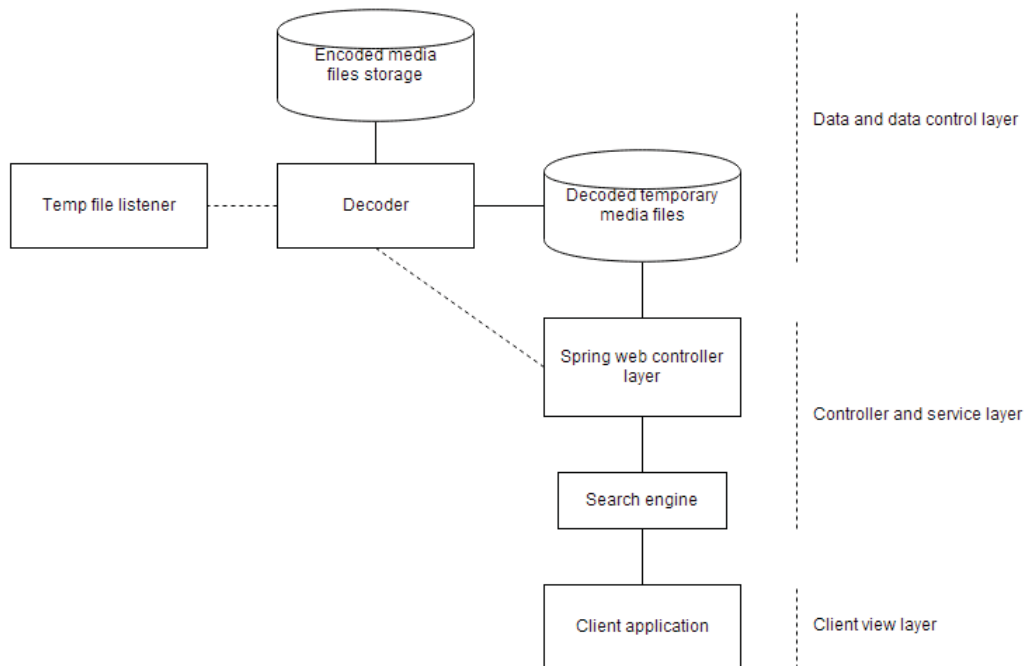 Encoded media
files storage
Data and data control layer
Temp file listener
Decoder
Decoded temporary
media files
Spring web controller
layer
Controller and service layer
Search engine
Client application
Client view layer